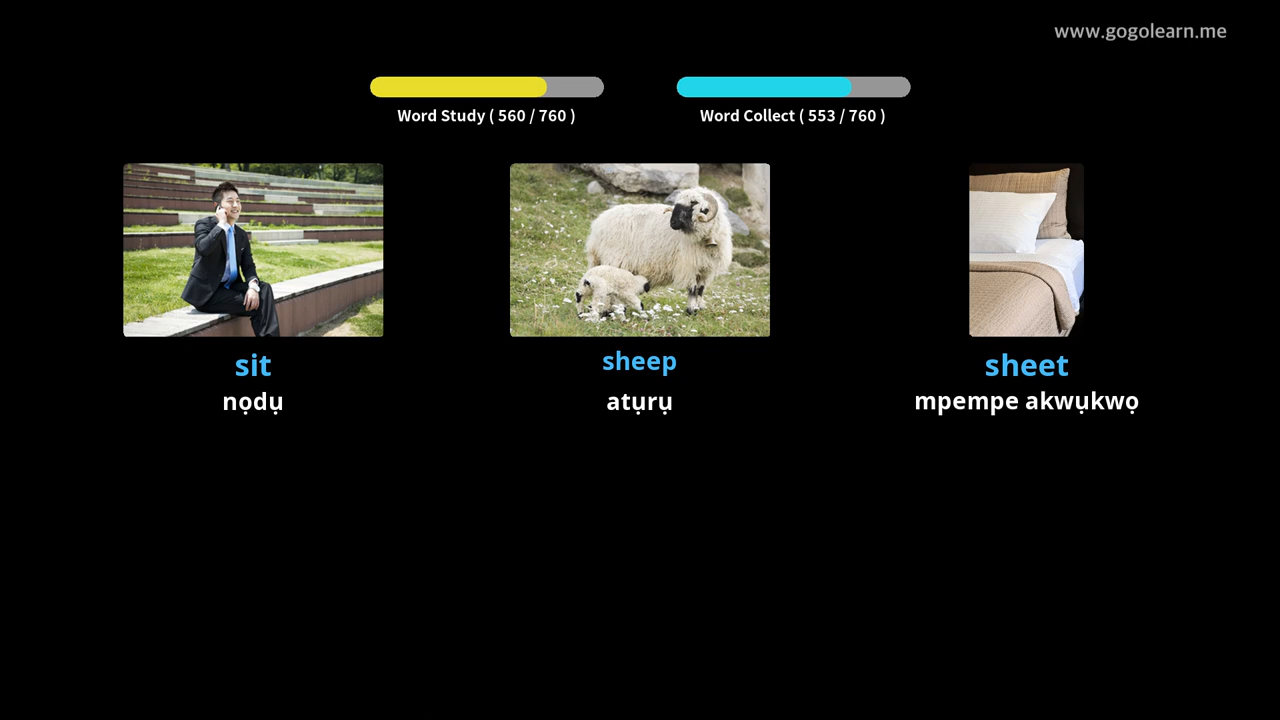 www.gogolearn.me
Word Study ( 560 / 760 )
Word Collect ( 553 / 760 )
sit
nọdụ
sheep
atụrụ
sheet
mpempe akwụkwọ